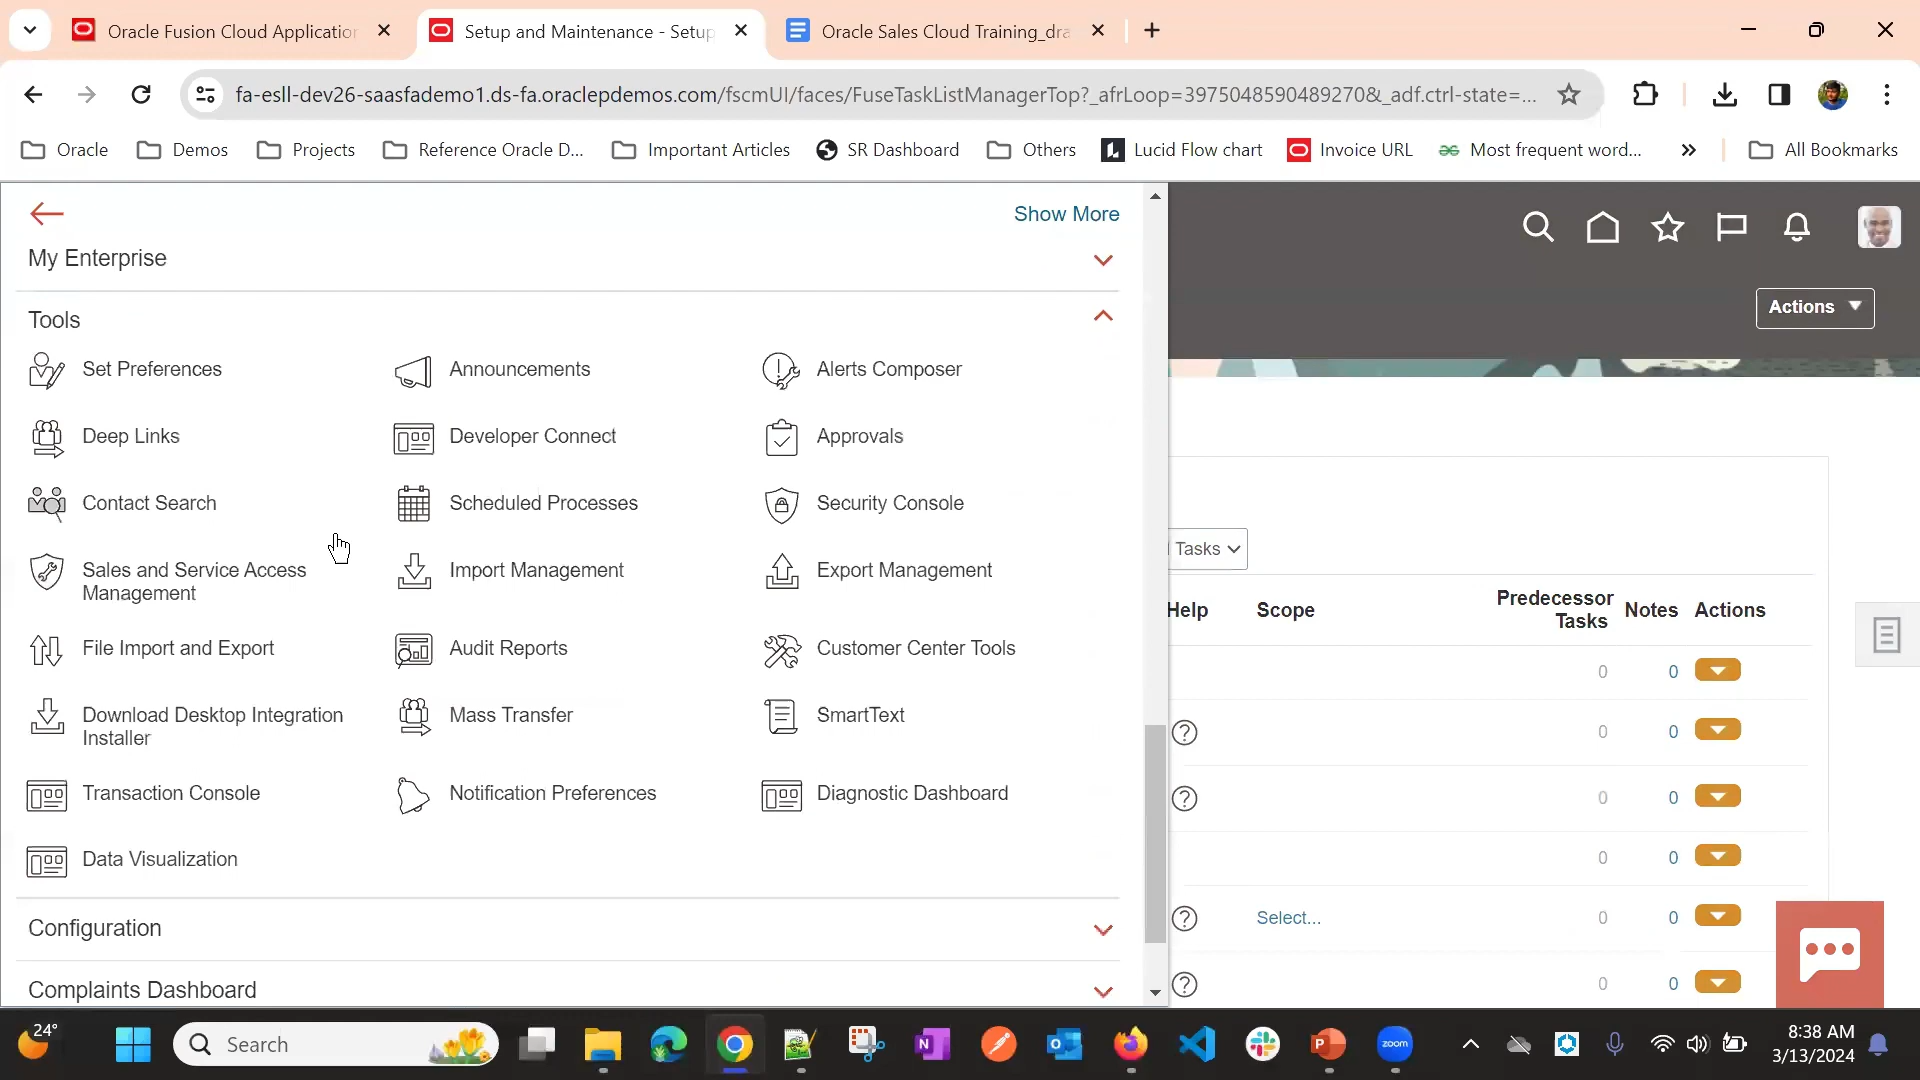 Oracle Fusion Cloud Application
Setup and Maintenance - Setup
Oracle Sales Cloud Training_dra
fa-esll-dev26-saasfademo1.ds-fa.oraclepdemos.com/fscmUI/faces/FuseTaskListManagerTop?_afrLoop=3975048590489270&_adf.ctrl-state=...
Oracle
Demos
Projects
Reference Oracle D...
Important Articles
SR Dashboard
Others
Lucid Flow chart
Invoice URL
Most frequent word...
All Bookmarks
Show More
My Enterprise
Actions
Tools
Set Preferences
Announcements
Alerts Composer
Deep Links
Developer Connect
Approvals
Contact Search
Scheduled Processes
Security Console
Sales and Service Access
Management
Import Management
Export Management
File Import and Export
Audit Reports
Customer Center Tools
Download Desktop Integration
Installer
Mass Transfer
SmartText
Transaction Console
Notification Preferences
Diagnostic Dashboard
Data Visualization
Configuration
Complaints Dashboard
Tasks
Help
Scope
Predecessor
Tasks
Notes
Actions
0 0
0 0
0 0
0 0
Select... 0 0
0 0
24°
Search
zoom
8:38 AM
3/13/2024